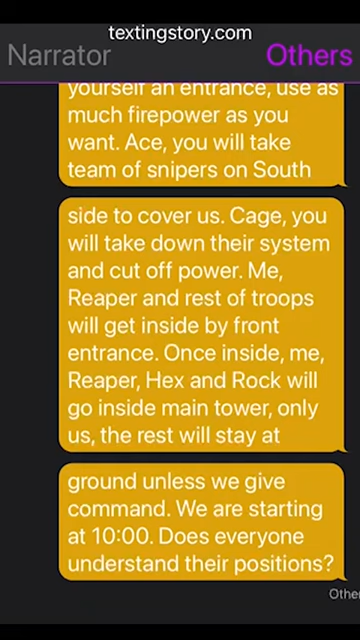 textingstory.com
Narrator
Others
yourself an entrance, use as
much firepower as you
want. Ace, you will take
team of snipers on South
side to cover us. Cage, you
will take down their system
and cut off power. Me,
Reaper and rest of troops
will get inside by front
entrance. Once inside, me,
Reaper, Hex and Rock will
go inside main tower, only
us, the rest will stay at
ground unless we give
command. We are starting
at 10:00. Does everyone
understand their positions?
Other